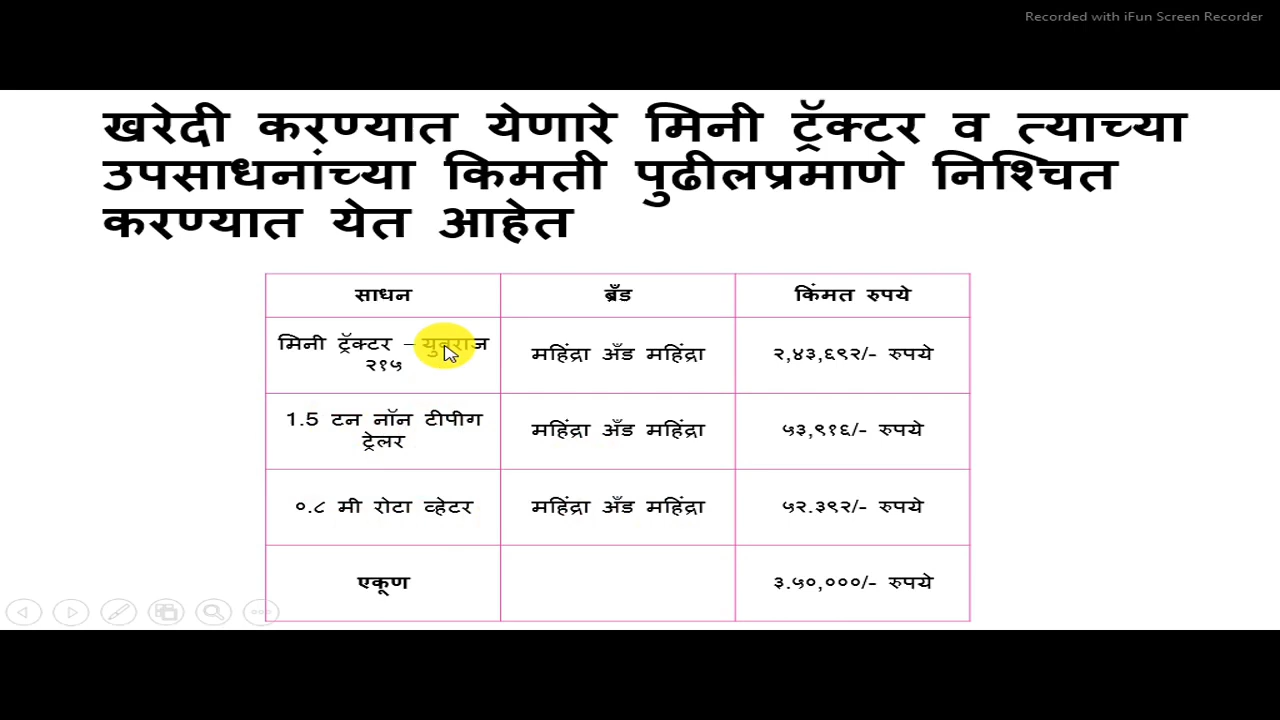 Recorded with iFun Screen Recorder
खरेदी करण्यात येणारे मिनी ट्रॅक्टर व त्याच्या
उपसाधनांच्या किमती पुढीलप्रमाणे निश्चित
करण्यात येत आहेत
साधन ब्रँड किंमत रुपये
मिनी ट्रॅक्टर – युवराज
२१५
महिंद्रा अँड महिंद्रा
२,४३,६९२/- रुपये
1.5 टन नॉन टीपीग
ट्रेलर
महिंद्रा अँड महिंद्रा
५३,९१६/- रुपये
०.८ मी रोटा व्हेटर महिंद्रा अँड महिंद्रा ५२.३९२/- रुपये
एकूण ३.५०,०००/- रुपये